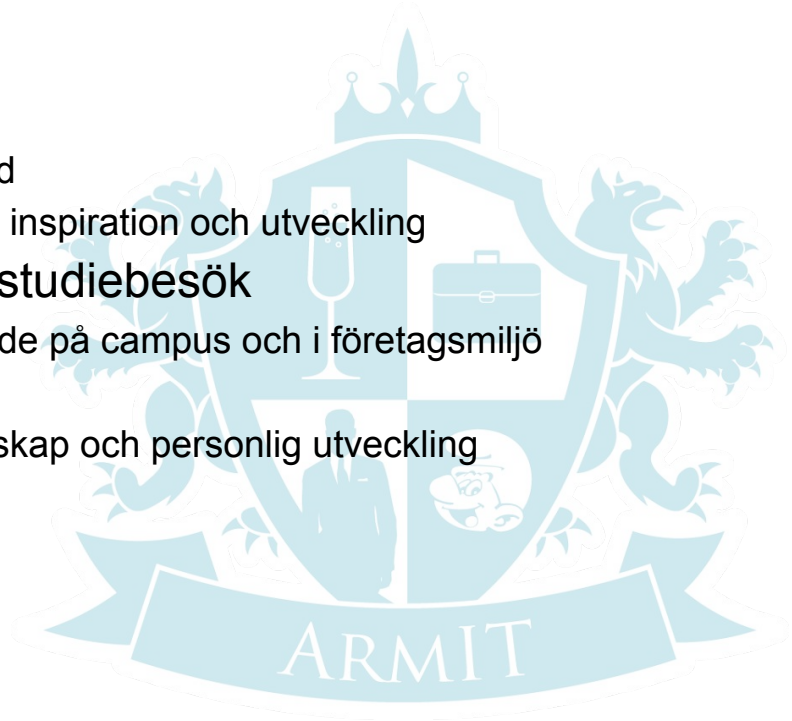 d
inspiration och utveckling
studiebesök
de på campus och i företagsmiljö
skap och personlig utveckling
ARMIT